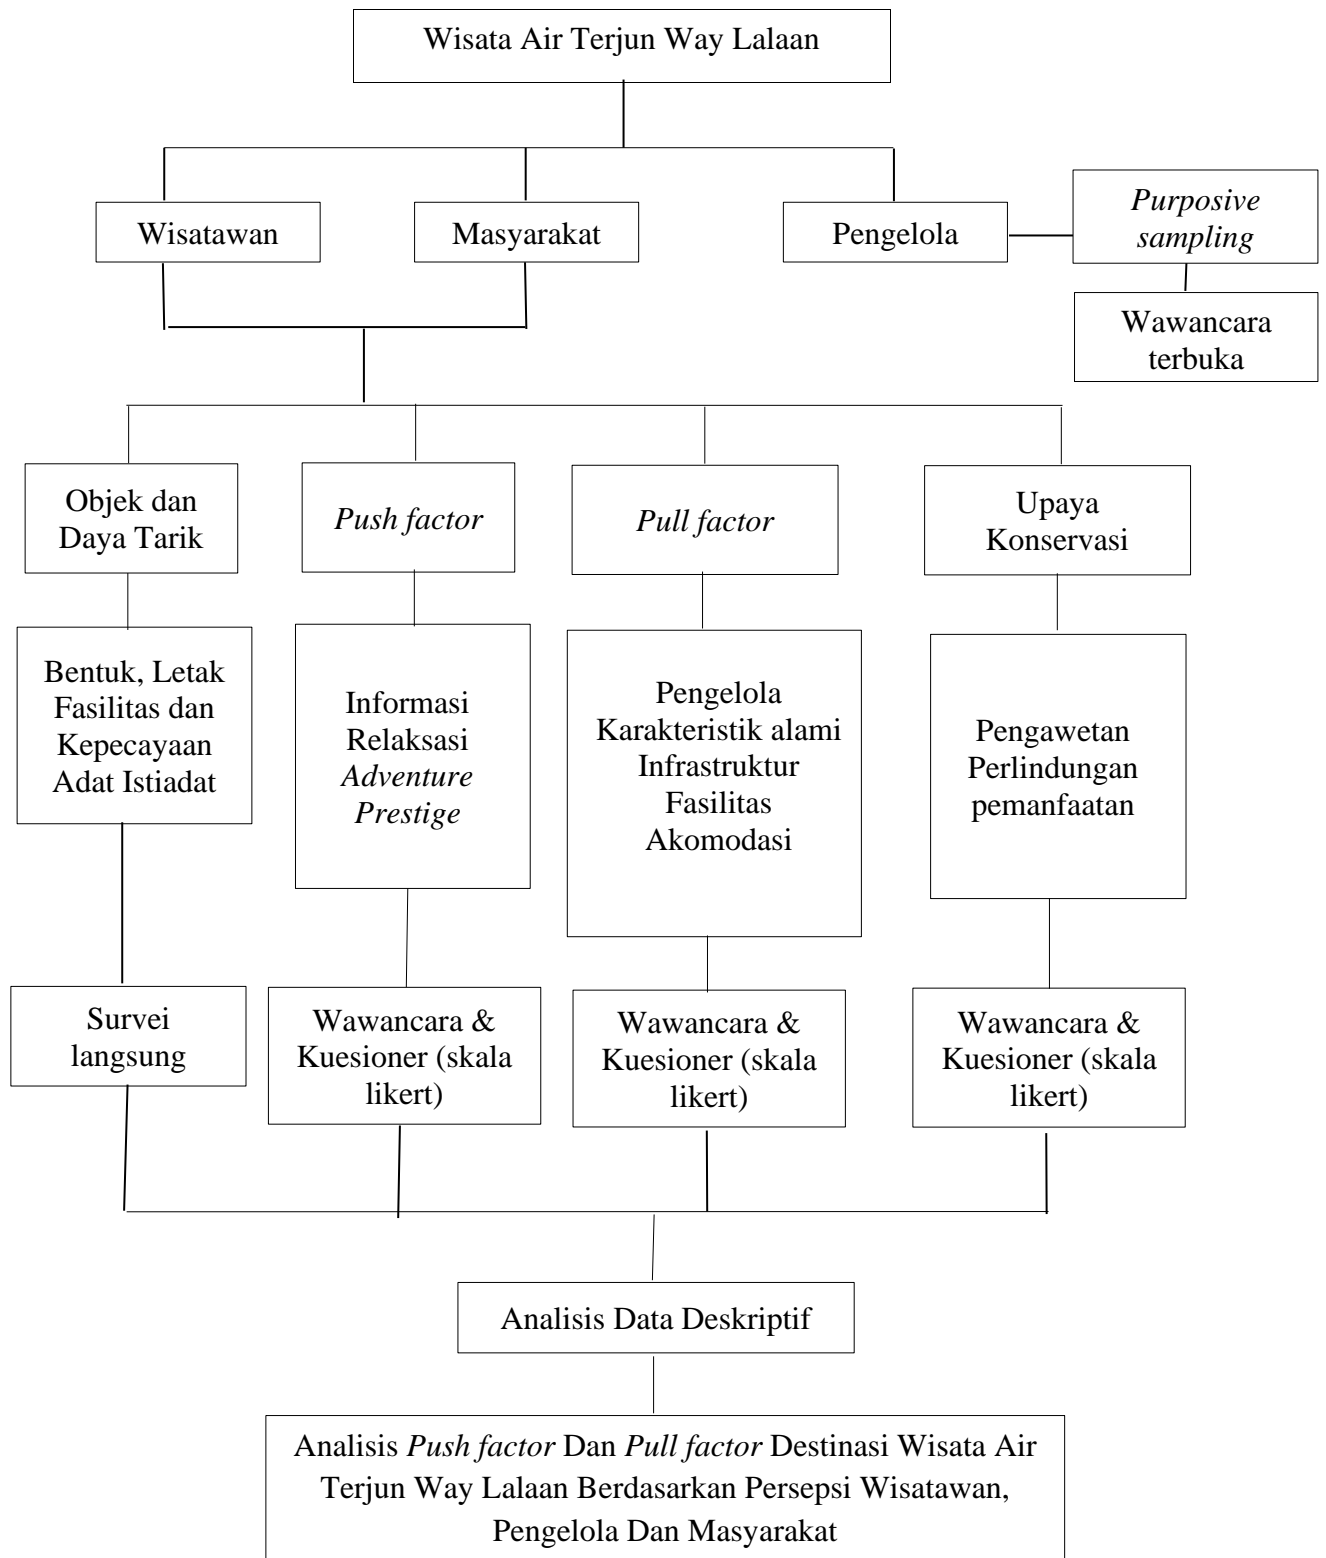 Wisata Air Terjun Way Lalaan
Wisatawan
Masyarakat
Pengelola
Purposive
sampling
Wawancara
terbuka
Objek dan
Daya Tarik
Push factor
Pull factor
Upaya
Konservasi
Bentuk, Letak
Fasilitas dan
Kepecayaan
Adat Istiadat
Informasi
Relaksasi
Adventure
Prestige
Pengelola
Karakteristik alami
Infrastruktur
Fasilitas
Akomodasi
Pengawetan
Perlindungan
pemanfaatan
Survei
langsung
Wawancara &
Kuesioner (skala
likert)
Wawancara &
Kuesioner (skala
likert)
Wawancara &
Kuesioner (skala
likert)
Analisis Data Deskriptif
Analisis Push factor Dan Pull factor Destinasi Wisata Air
Terjun Way Lalaan Berdasarkan Persepsi Wisatawan,
Pengelola Dan Masyarakat